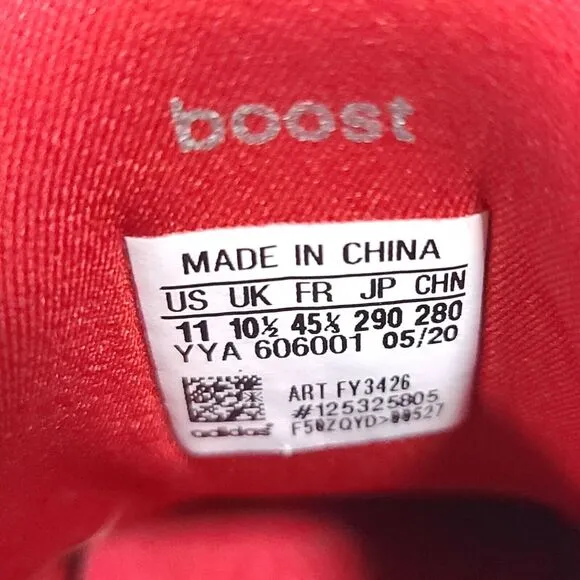 boost
MADE IN CHINA
US UK FR JP CHN
11 10½ 45⅓ 290 280
YYA 606001 05/20
ART FY3426
#125325805
F50ZQYD>00527
adidas